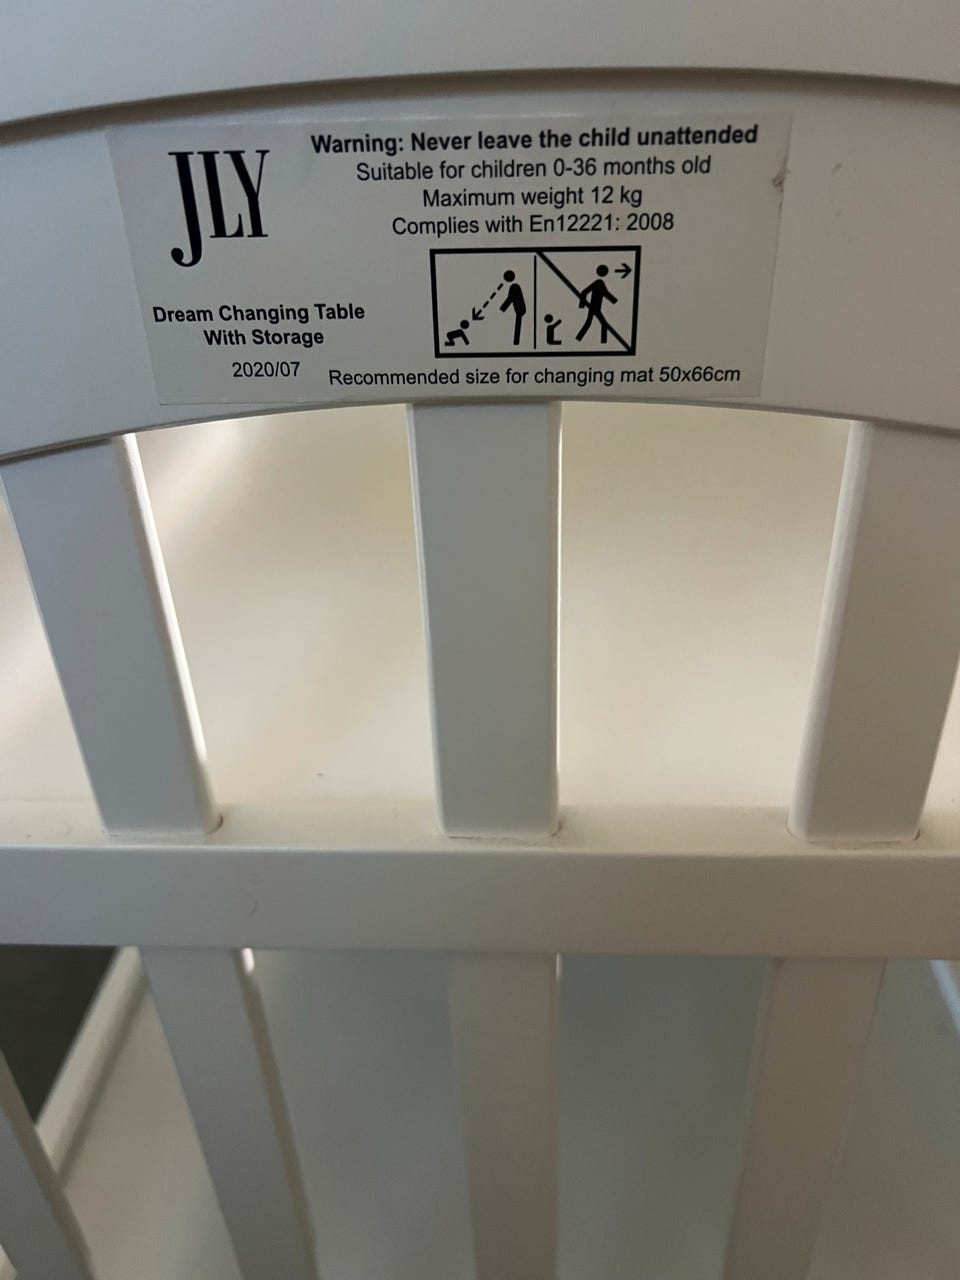 JLY
Warning: Never leave the child unattended
Suitable for children 0-36 months old
Maximum weight 12 kg
Complies with En12221: 2008
Dream Changing Table
With Storage
2020/07
Recommended size for changing mat 50x66cm